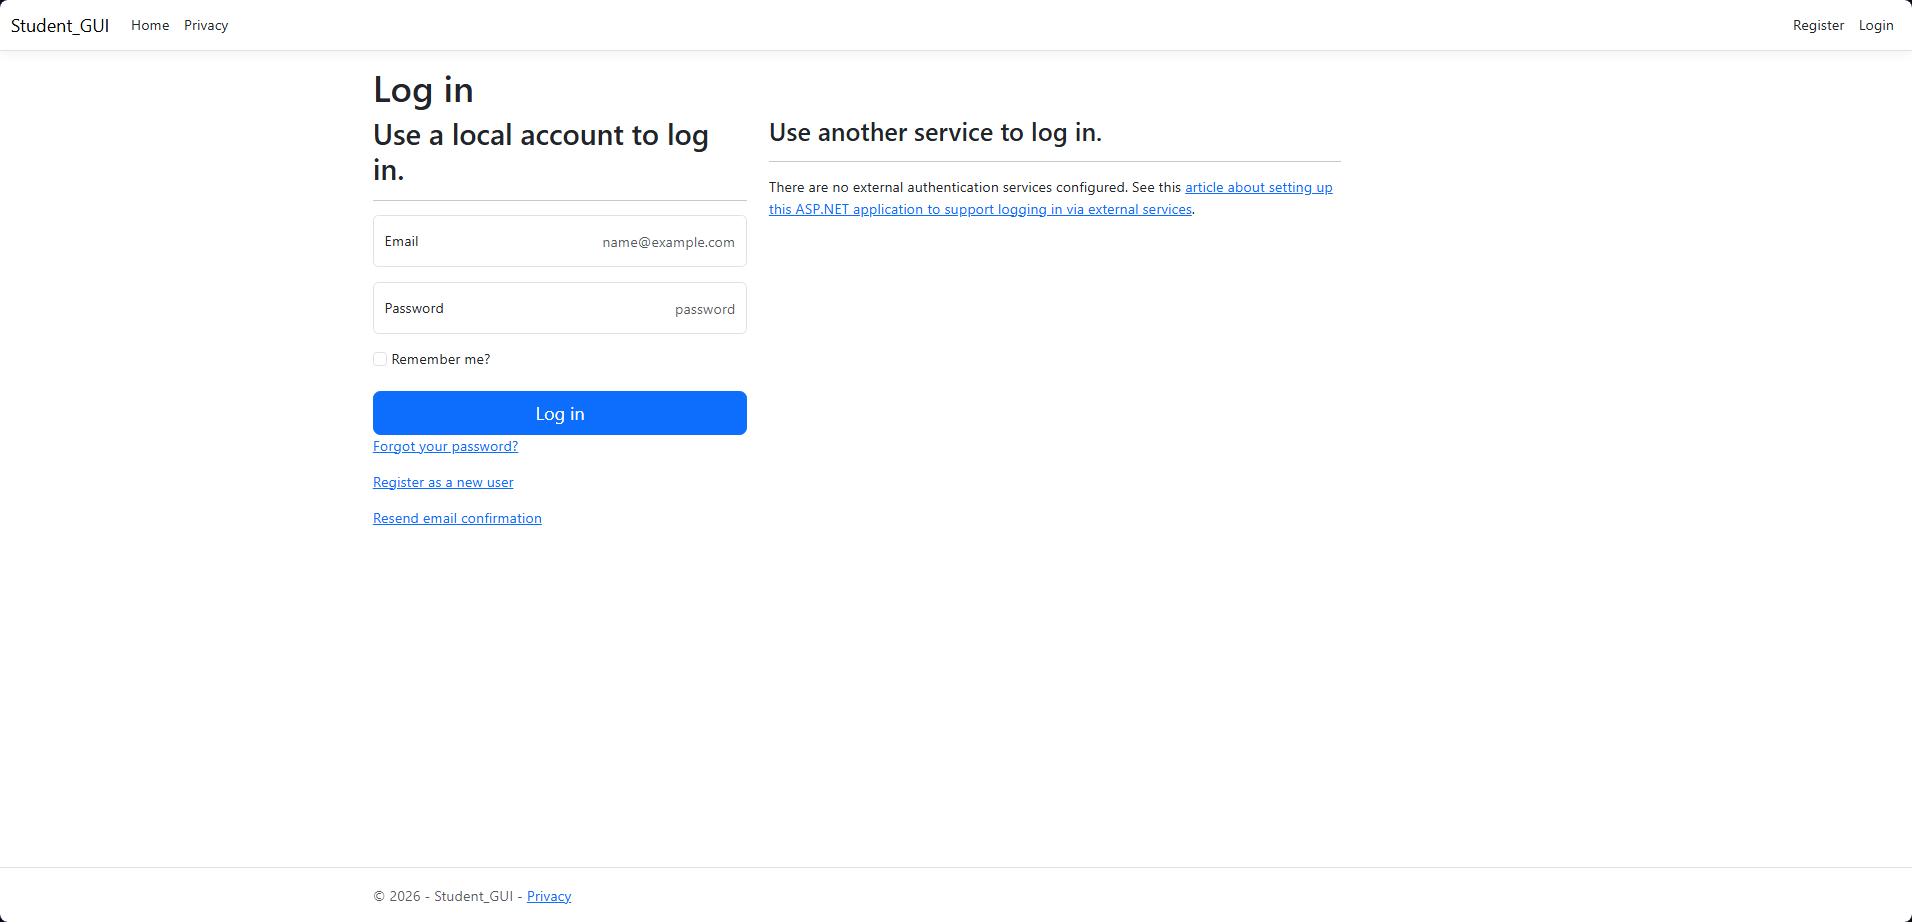 Student_GUI Home Privacy Register Login
Log in
Use a local account to log
in.
Email name@example.com
Password password
Remember me?
Log in
Forgot your password?
Register as a new user
Resend email confirmation
Use another service to log in.
There are no external authentication services configured. See this article about setting up
this ASP.NET application to support logging in via external services.
© 2026 - Student_GUI - Privacy